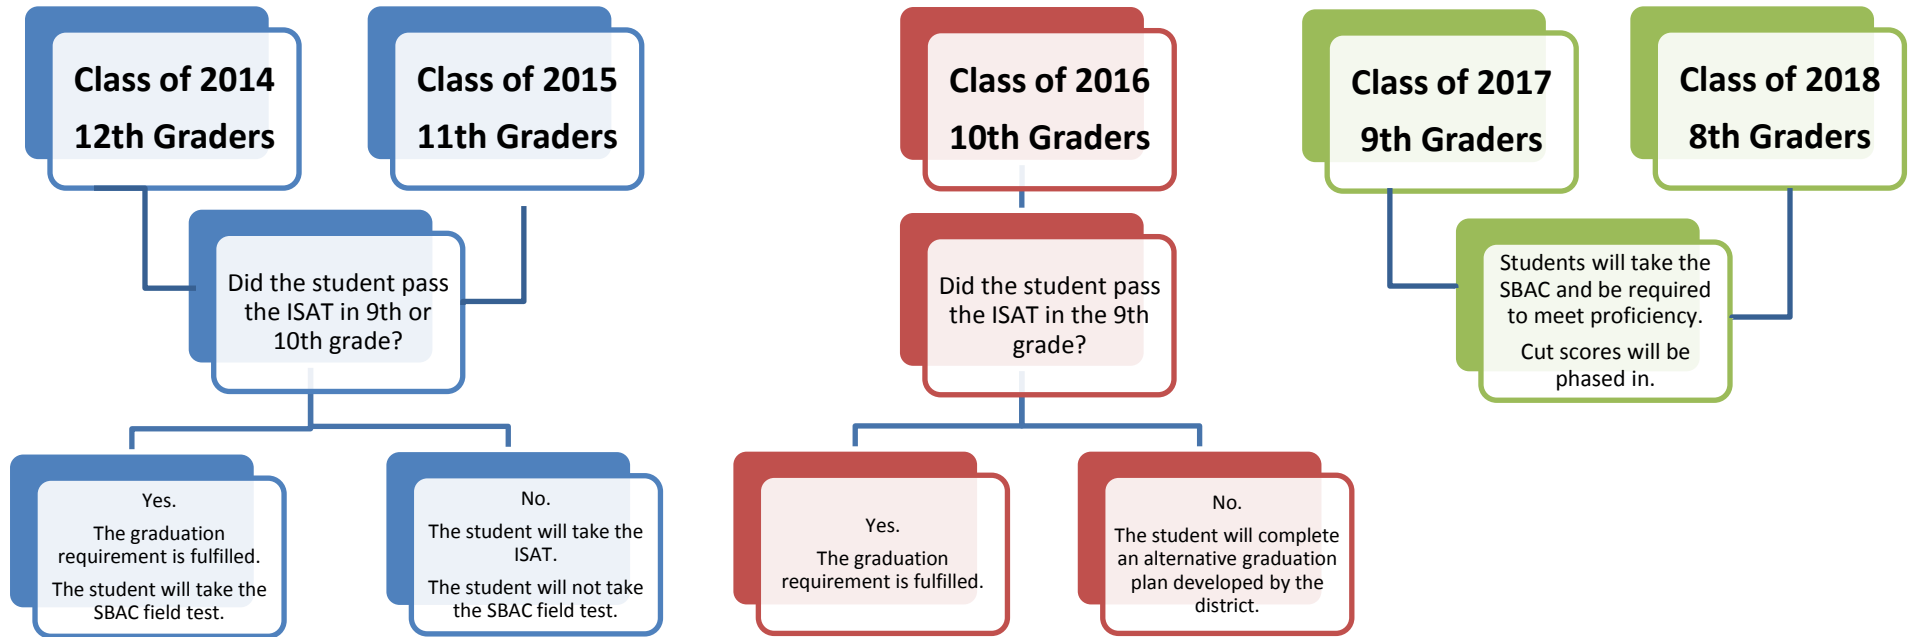 Class of 2014
12th Graders
Class of 2015
11th Graders
Did the student pass
the ISAT in 9th or
10th grade?
Yes.
The graduation
requirement is fulfilled.
The student will take the
SBAC field test.
No.
The student will take the
ISAT.
The student will not take
the SBAC field test.
Class of 2016
10th Graders
Did the student pass
the ISAT in the 9th
grade?
Yes.
The graduation
requirement is fulfilled.
No.
The student will complete
an alternative graduation
plan developed by the
district.
Class of 2017
9th Graders
Class of 2018
8th Graders
Students will take the
SBAC and be required
to meet proficiency.
Cut scores will be
phased in.